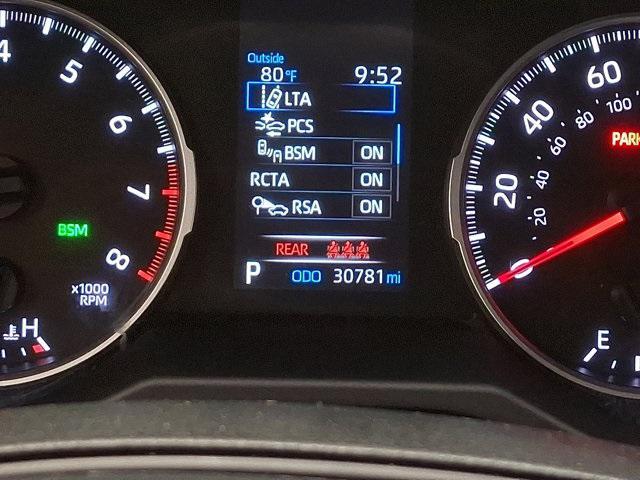 4
5
6
7
8
BSM
x1000
RPM
H
Outside
80°F 9:52
LTA
PCS
BSM ON
RCTA ON
RSA ON
REAR
P ODO 30781 mi
0
20
40
60
20
40
60
80
100
PARK
E